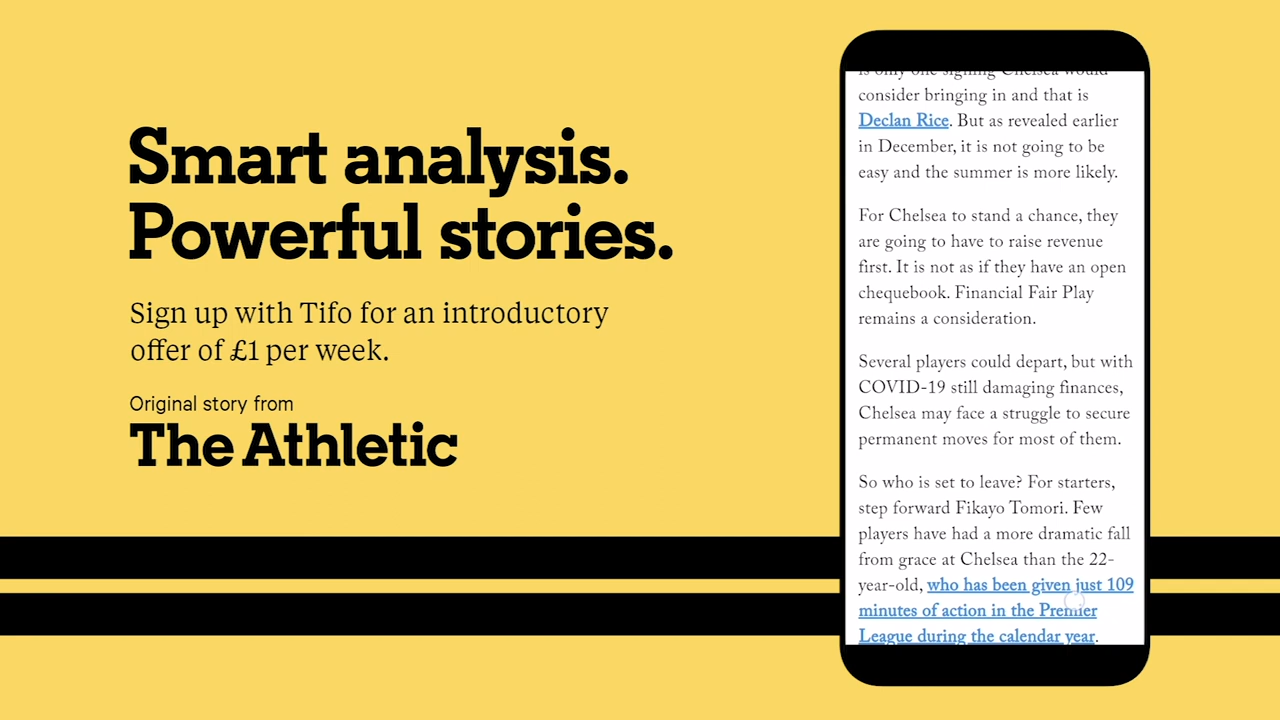 Smart analysis.
Powerful stories.
Sign up with Tifo for an introductory
offer of £1 per week.
Original story from
The Athletic
is only one signing Chelsea would
consider bringing in and that is
Declan Rice. But as revealed earlier
in December, it is not going to be
easy and the summer is more likely.
For Chelsea to stand a chance, they
are going to have to raise revenue
first. It is not as if they have an open
chequebook. Financial Fair Play
remains a consideration.
Several players could depart, but with
COVID-19 still damaging finances,
Chelsea may face a struggle to secure
permanent moves for most of them.
So who is set to leave? For starters,
step forward Fikayo Tomori. Few
players have had a more dramatic fall
from grace at Chelsea than the 22-
year-old, who has been given just 109
minutes of action in the Premier
League during the calendar year.